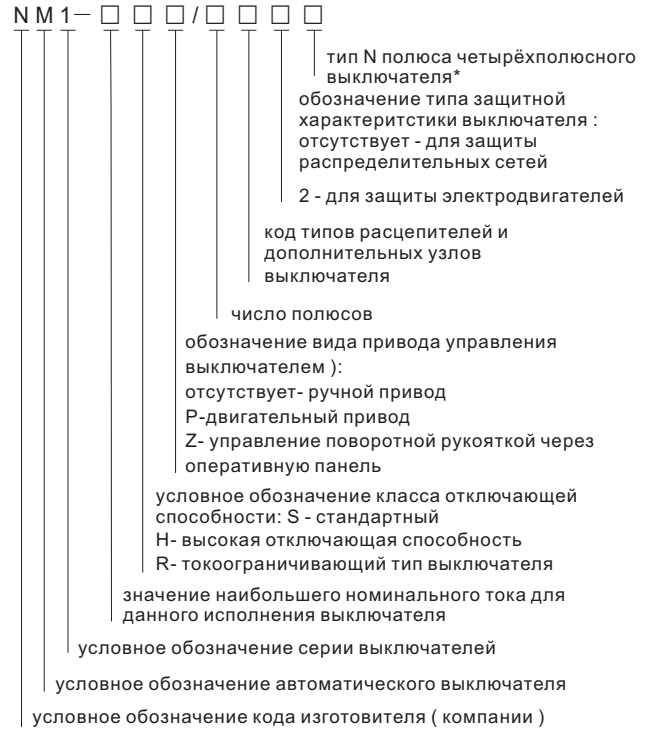 NM1—□□□/□□□□
тип N полюса четырёхполюсного
выключателя*
обозначение типа защитной
характеритстики выключателя :
отсутствует - для защиты
распределительных сетей
2 - для защиты электродвигателей
код типов расцепителей и
дополнительных узлов
выключателя
число полюсов
обозначение вида привода управления
выключателем ):
отсутствует- ручной привод
P-двигательный привод
Z- управление поворотной рукояткой через
оперативную панель
условное обозначение класса отключающей
способности: S - стандартный
H- высокая отключающая способность
R- токоограничивающий тип выключателя
значение наибольшего номинального тока для
данного исполнения выключателя
условное обозначение серии выключателей
условное обозначение автоматического выключателя
условное обозначение кода изготовителя ( компании )